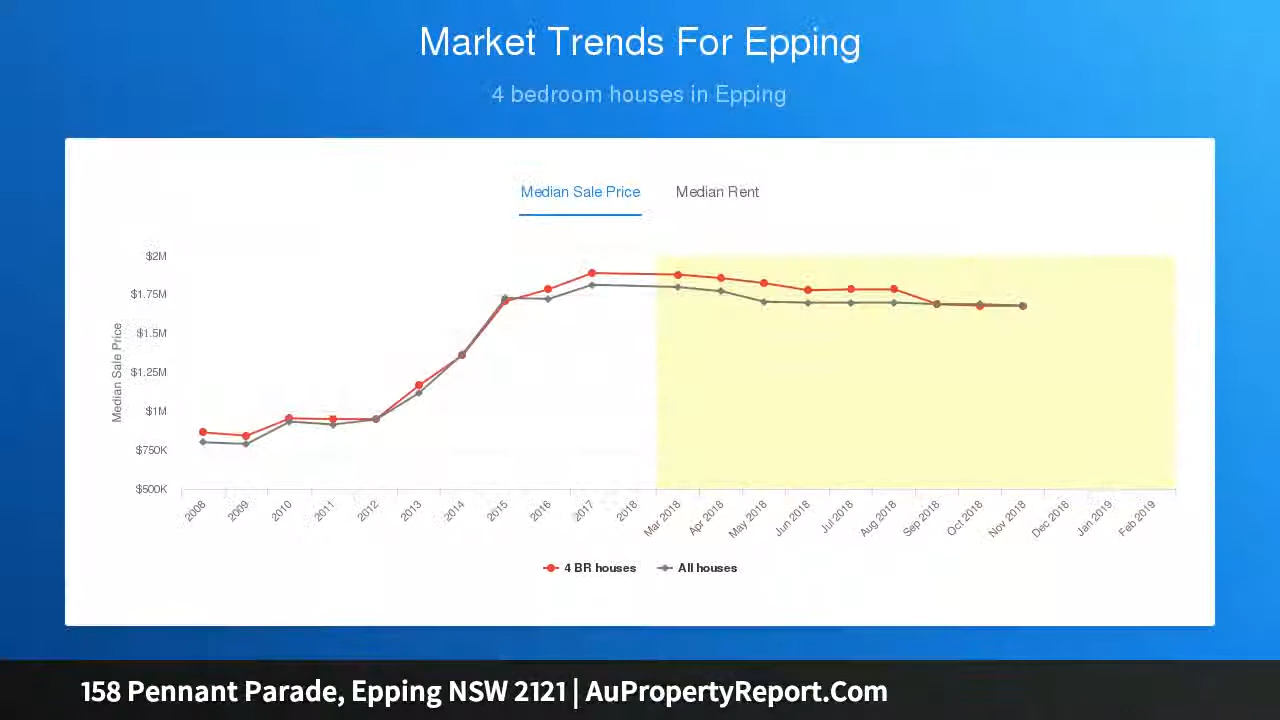 Market Trends For Epping
4 bedroom houses in Epping
Median Sale Price Median Rent
Median Sale Price
$2M
$1.75M
$1.5M
$1.25M
$1M
$750K
$500K
2008 2009 2010 2011 2012 2013 2014 2015 2016 2017 2018 Mar 2018 Apr 2018 May 2018 Jun 2018 Jul 2018 Aug 2018 Sep 2018 Oct 2018 Nov 2018 Dec 2018 Jan 2019 Feb 2019
4 BR houses All houses
158 Pennant Parade, Epping NSW 2121 | AuPropertyReport.Com